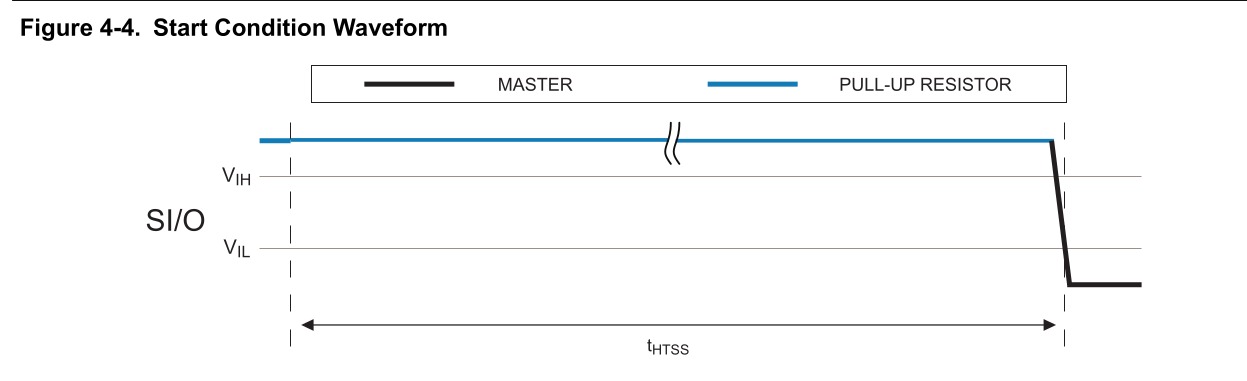 Figure 4-4. Start Condition Waveform
MASTER PULL-UP RESISTOR
VIH
SI/O
VIL
tHTSS